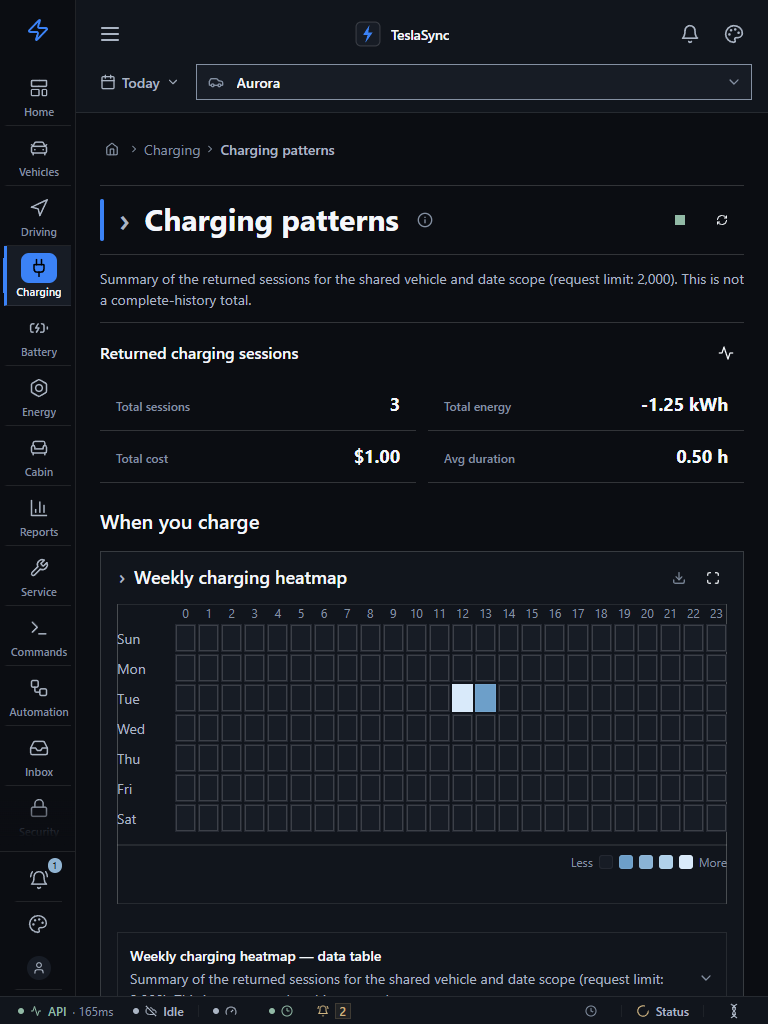 TeslaSync
Today
Aurora
Home
Vehicles
Driving
Charging
Battery
Energy
Cabin
Reports
Service
Commands
Automation
Inbox
Security
1
Charging
Charging patterns
Charging patterns
Summary of the returned sessions for the shared vehicle and date scope (request limit: 2,000). This is not
a complete-history total.
Returned charging sessions
Total sessions 3
Total energy -1.25 kWh
Total cost $1.00
Avg duration 0.50 h
When you charge
Weekly charging heatmap
0 1 2 3 4 5 6 7 8 9 10 11 12 13 14 15 16 17 18 19 20 21 22 23
Sun
Mon
Tue
Wed
Thu
Fri
Sat
Less More
Weekly charging heatmap — data table
Summary of the returned sessions for the shared vehicle and date scope (request limit:
API · 165ms Idle 2 Status